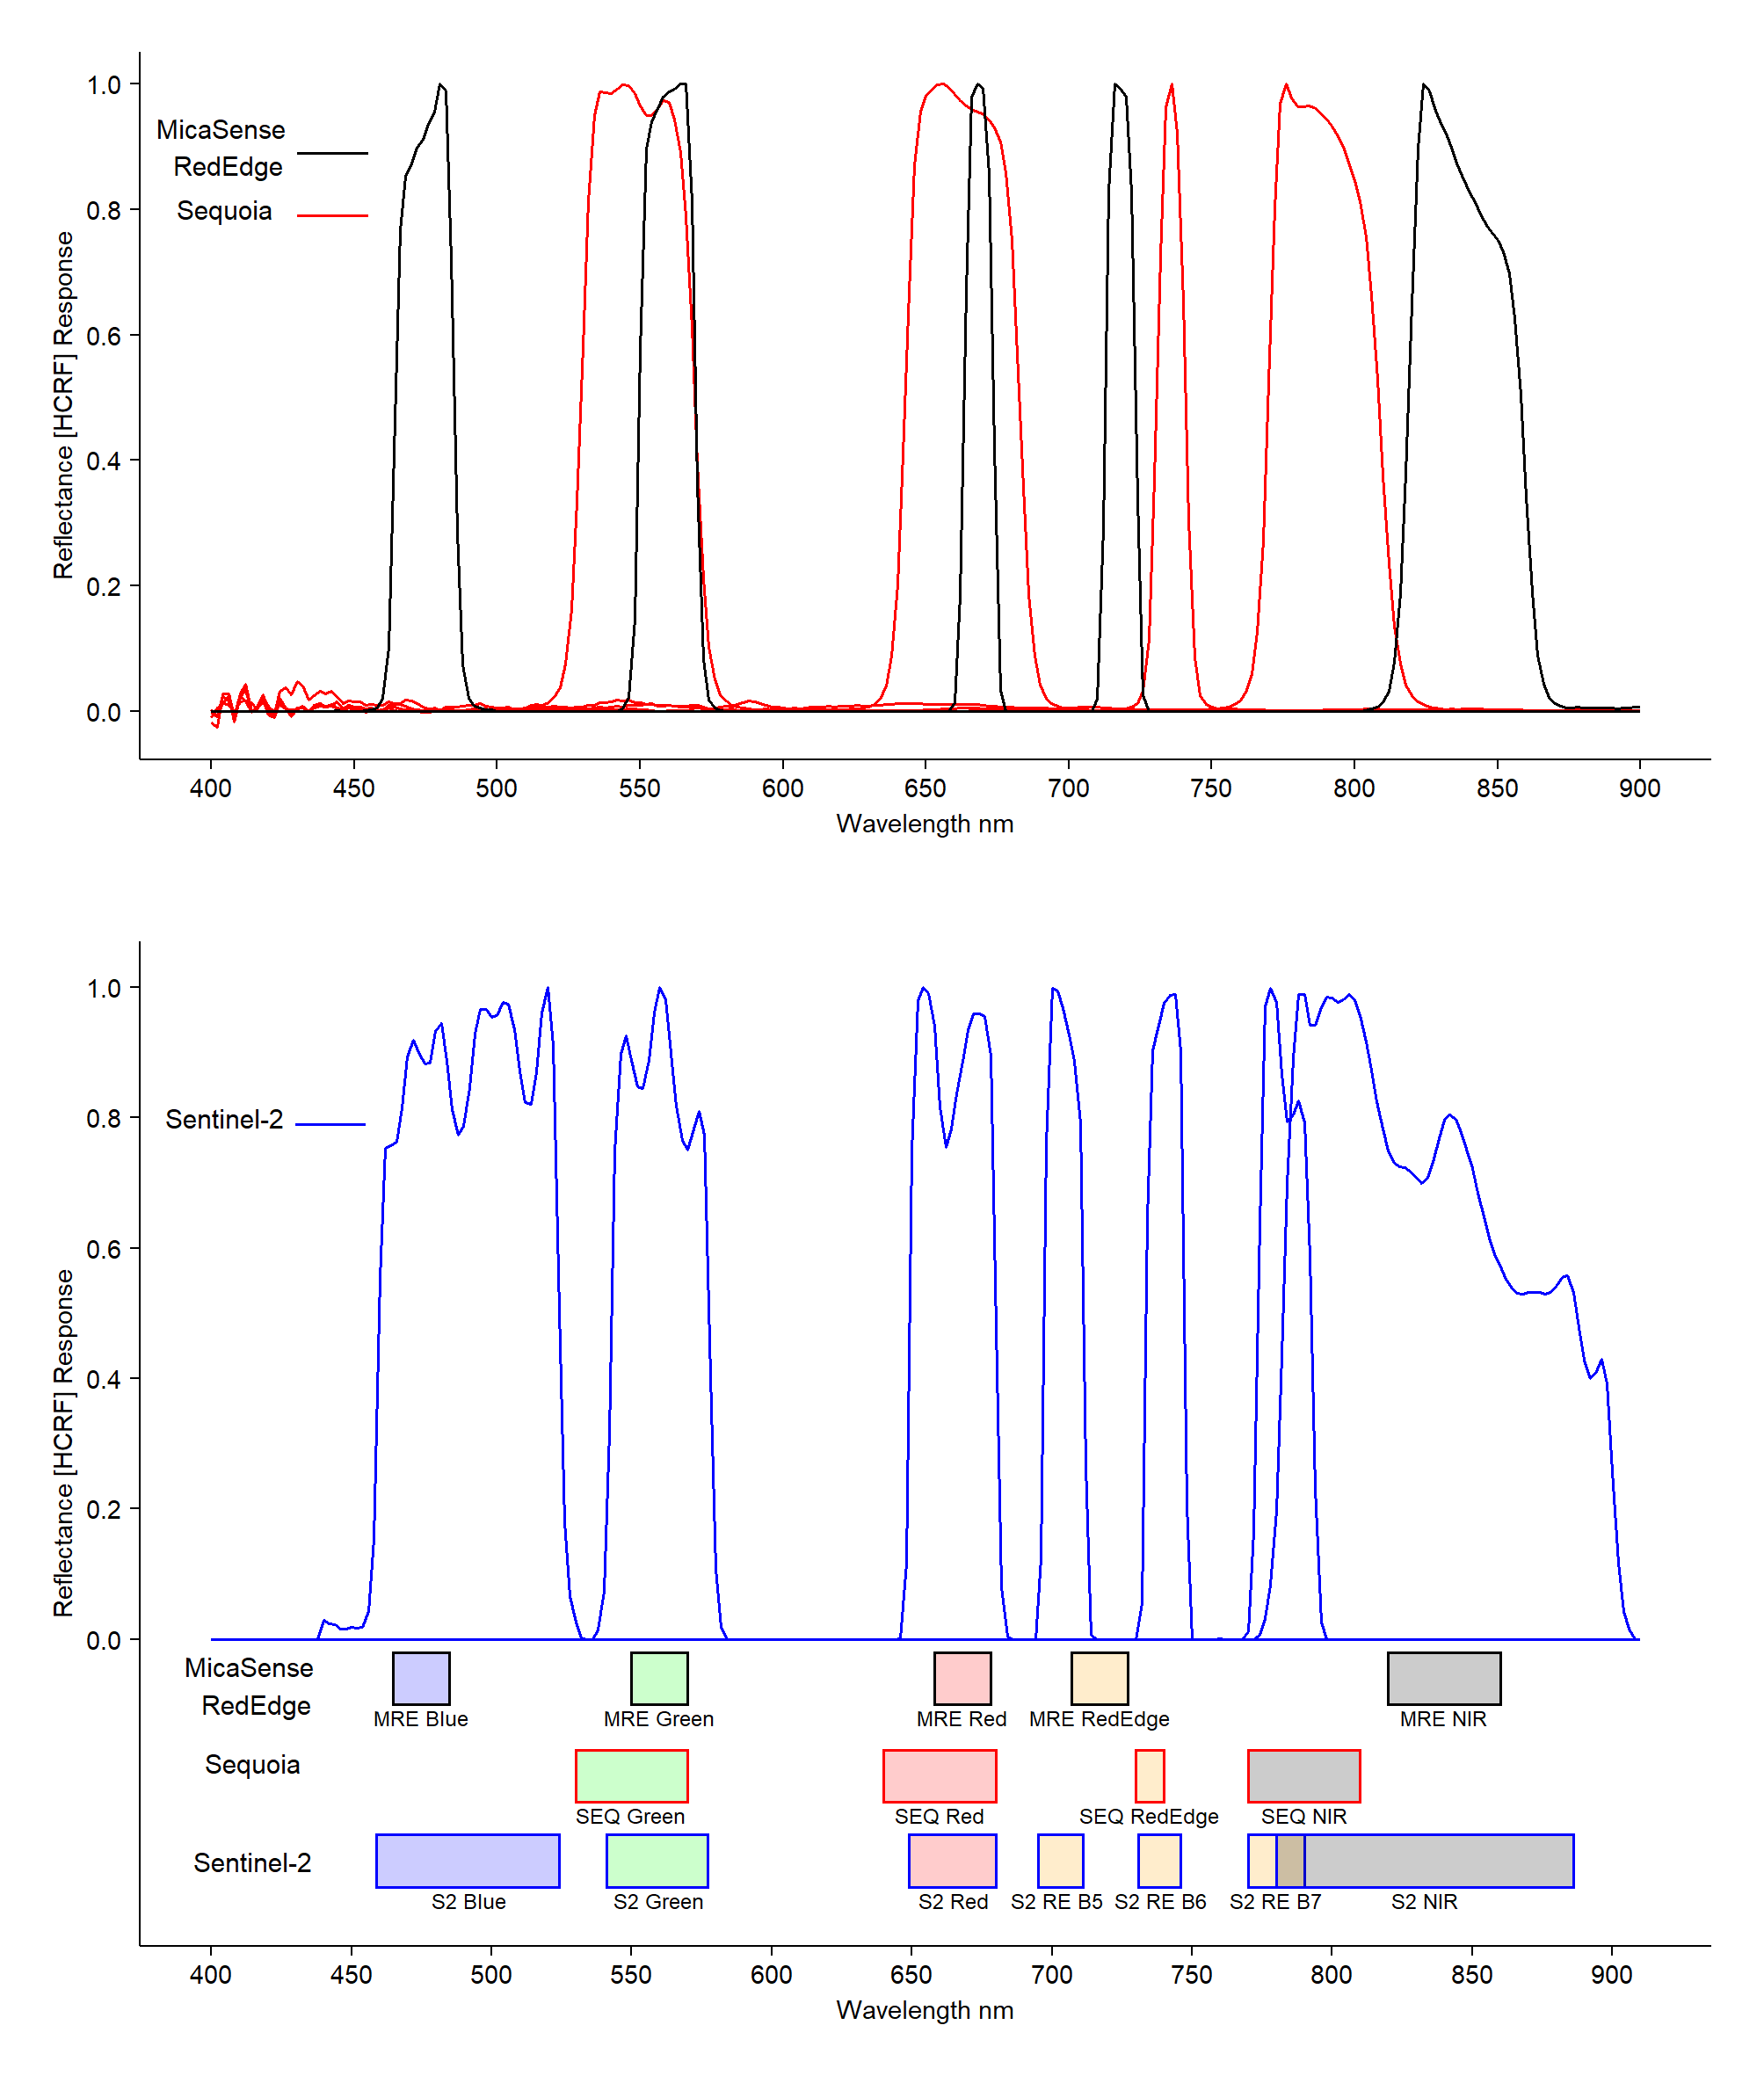 1.0
0.8
0.6
0.4
0.2
0.0
Reflectance [HCRF] Response
MicaSense
RedEdge
Sequoia
400 450 500 550 600 650 700 750 800 850 900
Wavelength nm
1.0
0.8
0.6
0.4
0.2
0.0
Reflectance [HCRF] Response
Sentinel-2
MicaSense
RedEdge
MRE Blue MRE Green MRE Red MRE RedEdge MRE NIR
Sequoia
SEQ Green SEQ Red SEQ RedEdge SEQ NIR
Sentinel-2
S2 Blue S2 Green S2 Red S2 RE B5 S2 RE B6 S2 RE B7 S2 NIR
400 450 500 550 600 650 700 750 800 850 900
Wavelength nm